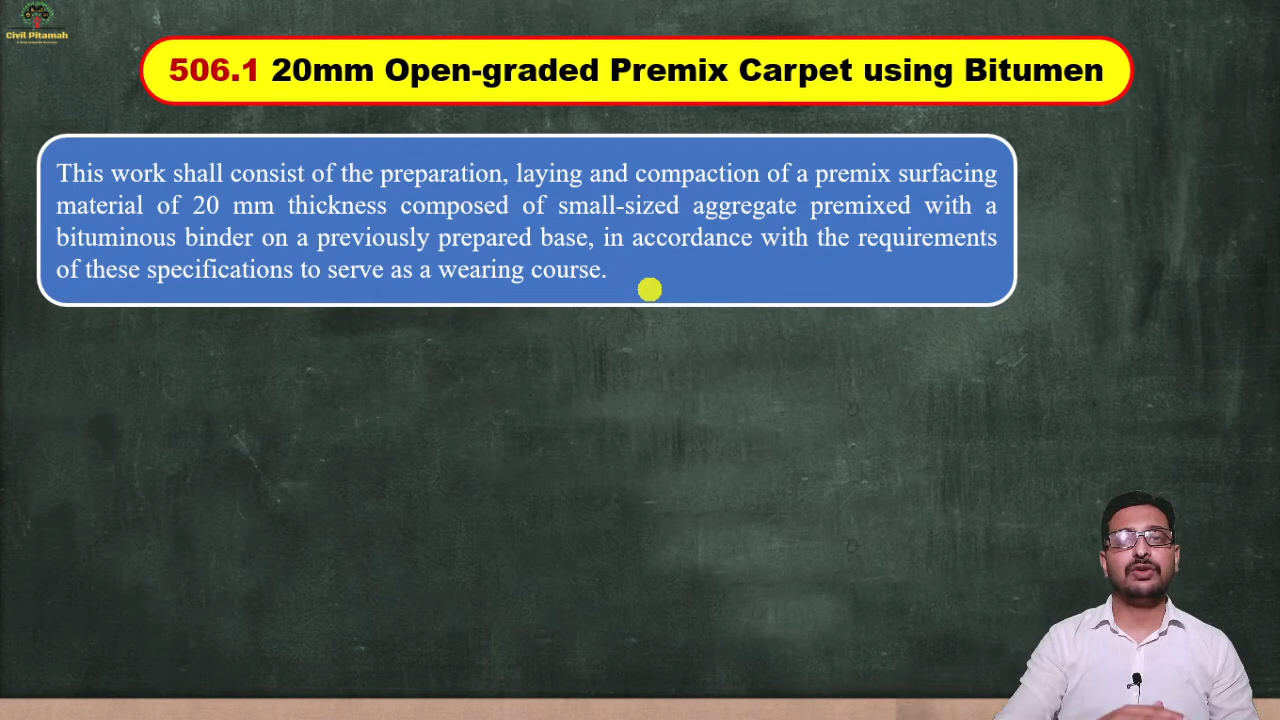 Civil Pitamah
506.1 20mm Open-graded Premix Carpet using Bitumen
This work shall consist of the preparation, laying and compaction of a premix surfacing
material of 20 mm thickness composed of small-sized aggregate premixed with a
bituminous binder on a previously prepared base, in accordance with the requirements
of these specifications to serve as a wearing course.